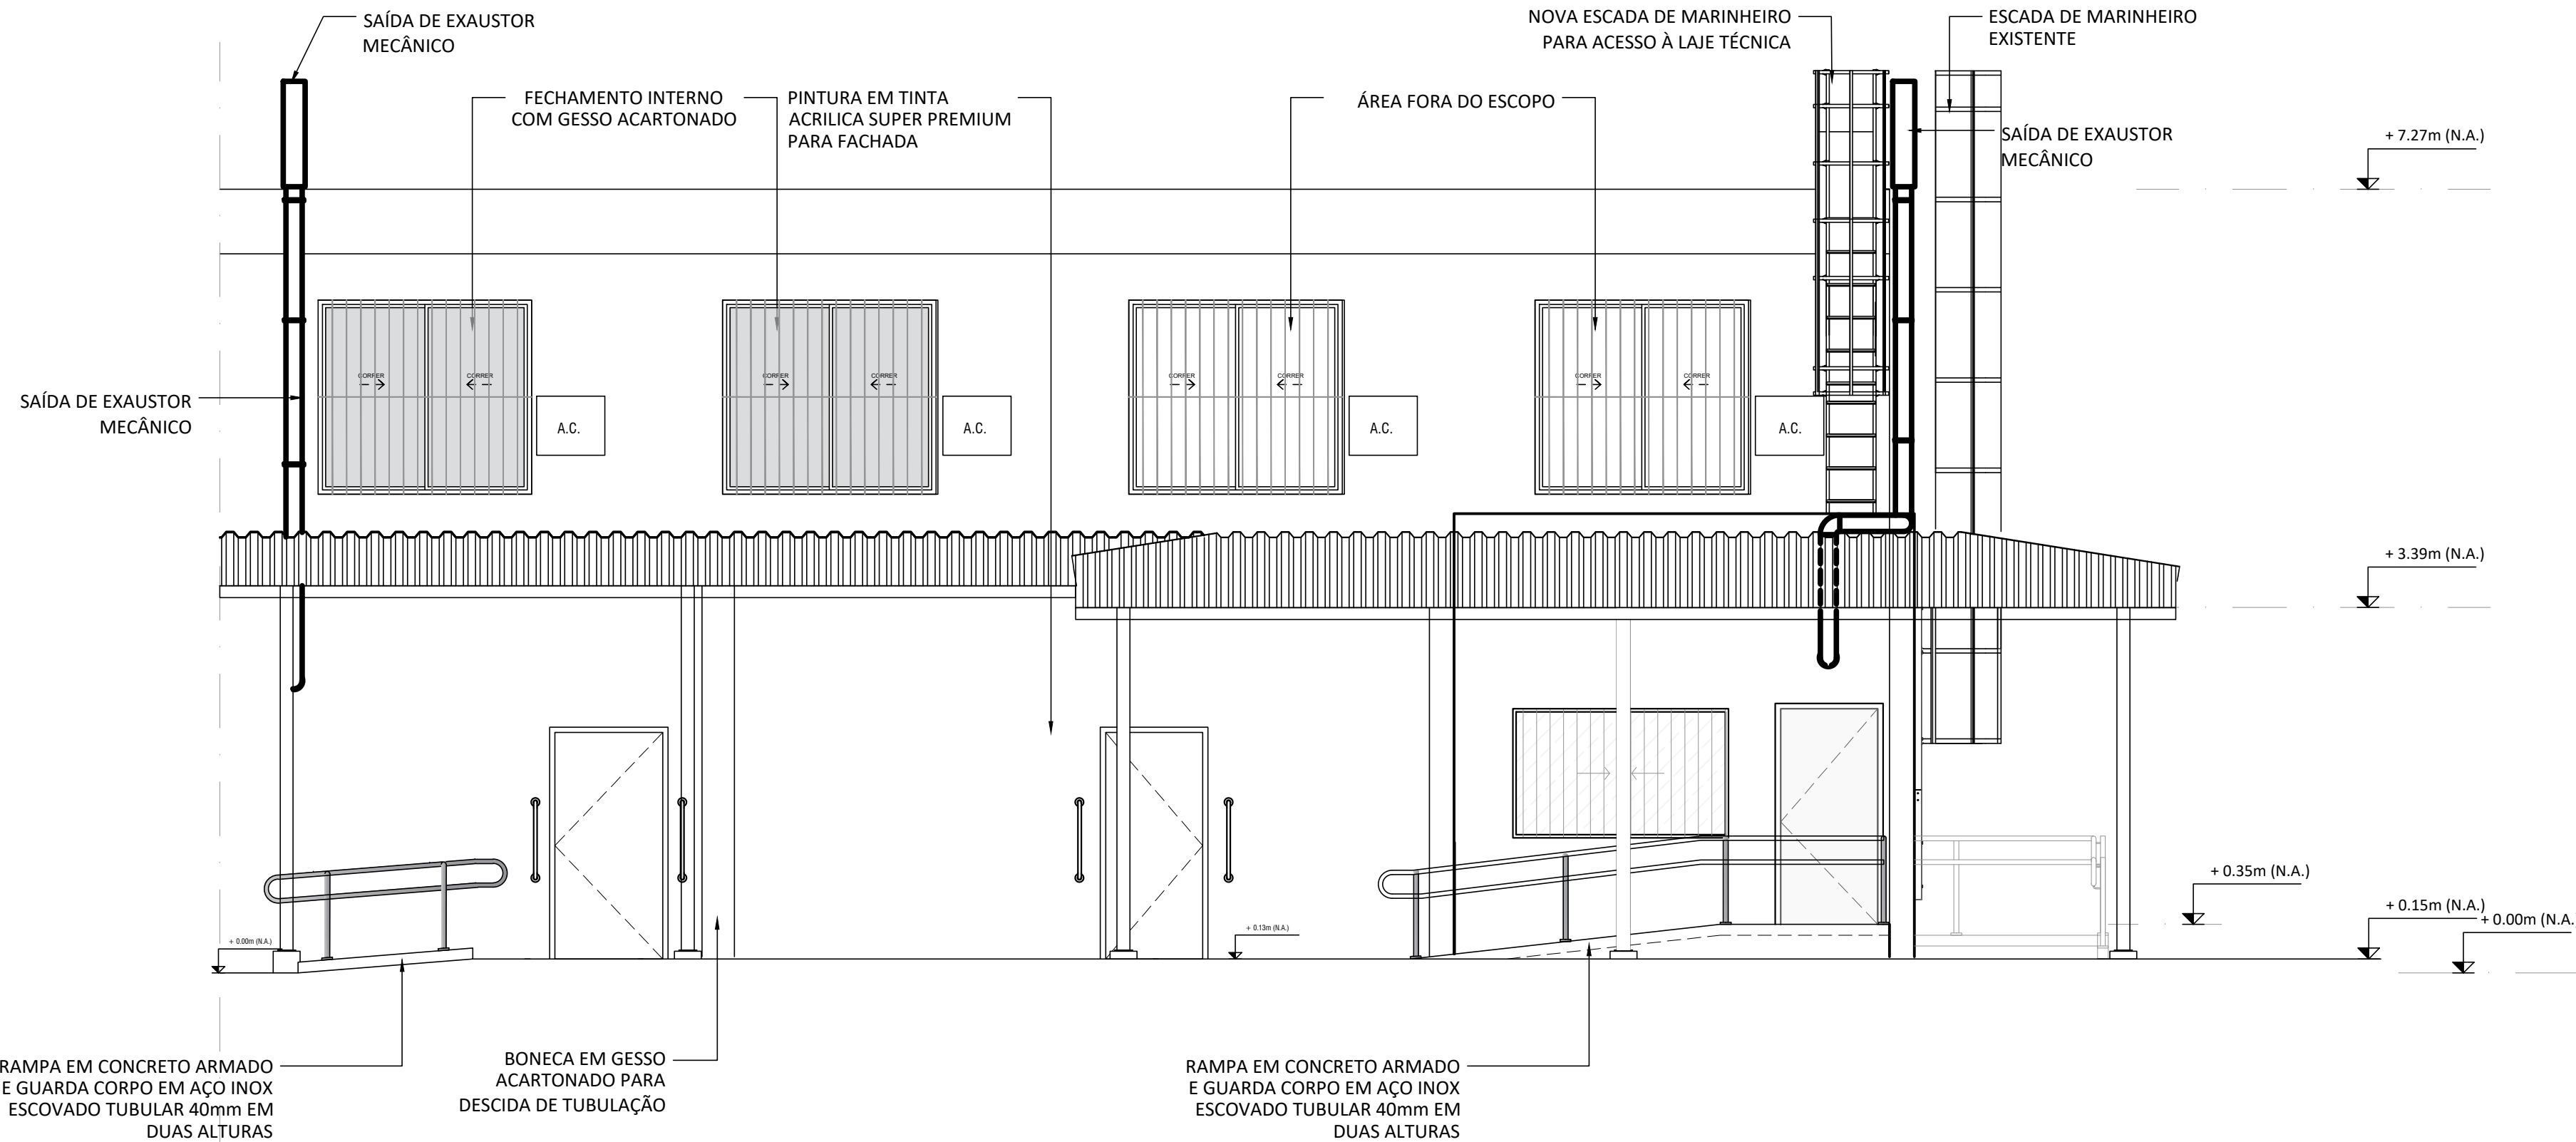 SAÍDA DE EXAUSTOR
MECÂNICO
NOVA ESCADA DE MARINHEIRO
PARA ACESSO À LAJE TÉCNICA
ESCADA DE MARINHEIRO
EXISTENTE
FECHAMENTO INTERNO
COM GESSO ACARTONADO
PINTURA EM TINTA
ACRILICA SUPER PREMIUM
PARA FACHADA
ÁREA FORA DO ESCOPO
SAÍDA DE EXAUSTOR
MECÂNICO
+ 7.27m (N.A.)
CORRER
CORRER
CORRER
CORRER
CORRER
CORRER
CORRER
CORRER
SAÍDA DE EXAUSTOR
MECÂNICO
A.C.
A.C.
A.C.
A.C.
+ 3.39m (N.A.)
+ 0.35m (N.A.)
+ 0.15m (N.A.)
+ 0.00m (N.A.
+ 0.00m (N.A.)
+ 0.13m (N.A.)
RAMPA EM CONCRETO ARMADO
E GUARDA CORPO EM AÇO INOX
ESCOVADO TUBULAR 40mm EM
DUAS ALTURAS
BONECA EM GESSO
ACARTONADO PARA
DESCIDA DE TUBULAÇÃO
RAMPA EM CONCRETO ARMADO
E GUARDA CORPO EM AÇO INOX
ESCOVADO TUBULAR 40mm EM
DUAS ALTURAS